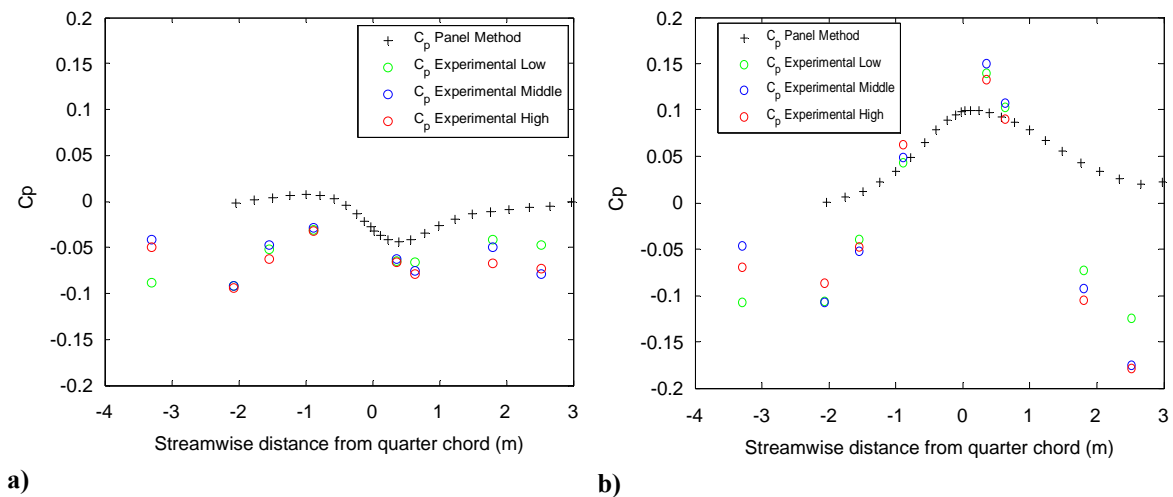 0.2
0.15
0.1
0.05
0
-0.05
-0.1
-0.15
-0.2
Cp
-4 -3 -2 -1 0 1 2 3
Streamwise distance from quarter chord (m)
Cp Panel Method
Cp Experimental Low
Cp Experimental Middle
Cp Experimental High
a)
0.2
0.15
0.1
0.05
0
-0.05
-0.1
-0.15
-0.2
Cp
-4 -3 -2 -1 0 1 2 3
Streamwise distance from quarter chord (m)
Cp Panel Method
Cp Experimental Low
Cp Experimental Middle
Cp Experimental High
b)